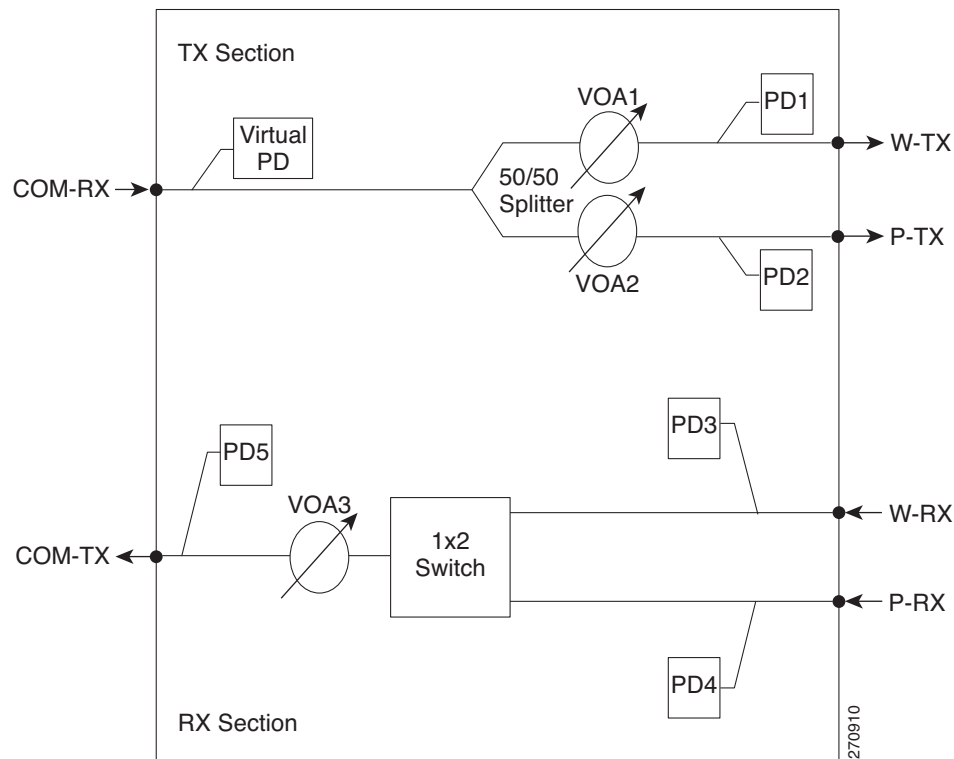 TX Section
VOA1
PD1
Virtual
PD
W-TX
COM-RX
50/50
Splitter
P-TX
VOA2
PD2
PD3
PD5
VOA3
W-RX
1x2
Switch
COM-TX
P-RX
PD4
RX Section
270910